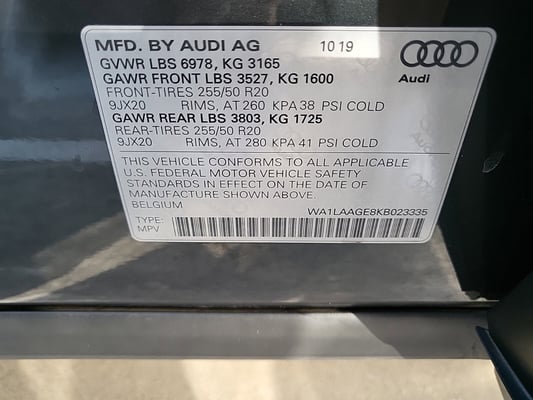 MFD. BY AUDI AG 10 19
GVWR LBS 6978, KG 3165
GAWR FRONT LBS 3527, KG 1600
Audi
FRONT-TIRES 255/50 R20
9JX20 RIMS, AT 260 KPA 38 PSI COLD
GAWR REAR LBS 3803, KG 1725
REAR-TIRES 255/50 R20
9JX20 RIMS, AT 280 KPA 41 PSI COLD
THIS VEHICLE CONFORMS TO ALL APPLICABLE
U.S. FEDERAL MOTOR VEHICLE SAFETY
STANDARDS IN EFFECT ON THE DATE OF
MANUFACTURE SHOWN ABOVE.
BELGIUM WA1LAAGE8KB023335
TYPE:
MPV